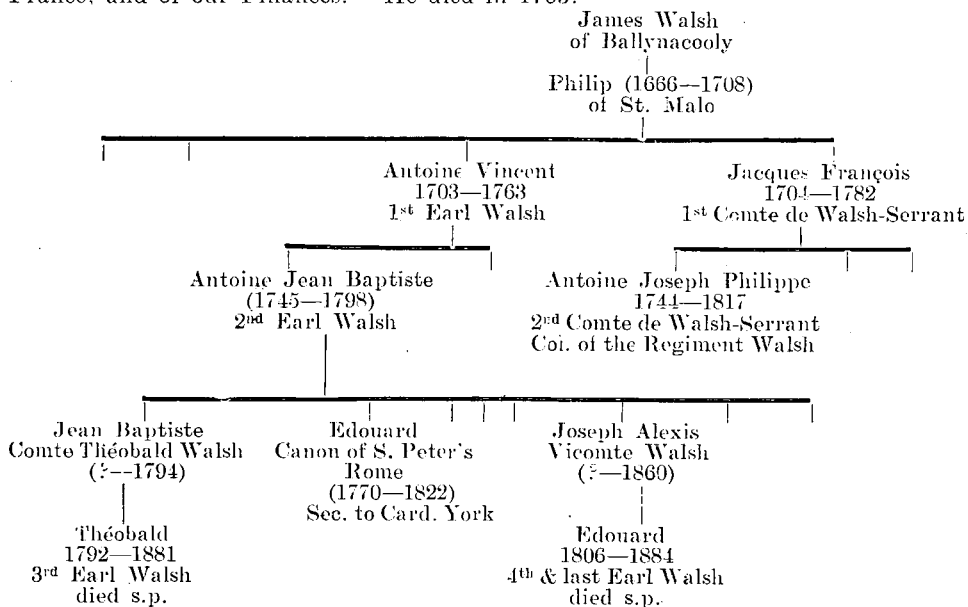 France, and of our Finances. He died in 1763.
James Walsh
of Ballynacooly
Philip (1666—1708)
of St. Malo
Antoine Vincent
1703—1763
1st Earl Walsh
Jacques François
1704—1782
1st Comte de Walsh-Serrant
Antoine Jean Baptiste
(1745—1798)
2nd Earl Walsh
Antoine Joseph Philippe
1744—1817
2nd Comte de Walsh-Serrant
Col. of the Regiment Walsh
Jean Baptiste
Comte Théobald Walsh
(?—1794)
Edouard
Canon of S. Peter's
Rome
(1770—1822)
Sec. to Card. York
Joseph Alexis
Vicomte Walsh
(?—1860)
Théobald
1792—1881
3rd Earl Walsh
died s.p.
Edouard
1806—1884
4th & last Earl Walsh
died s.p.